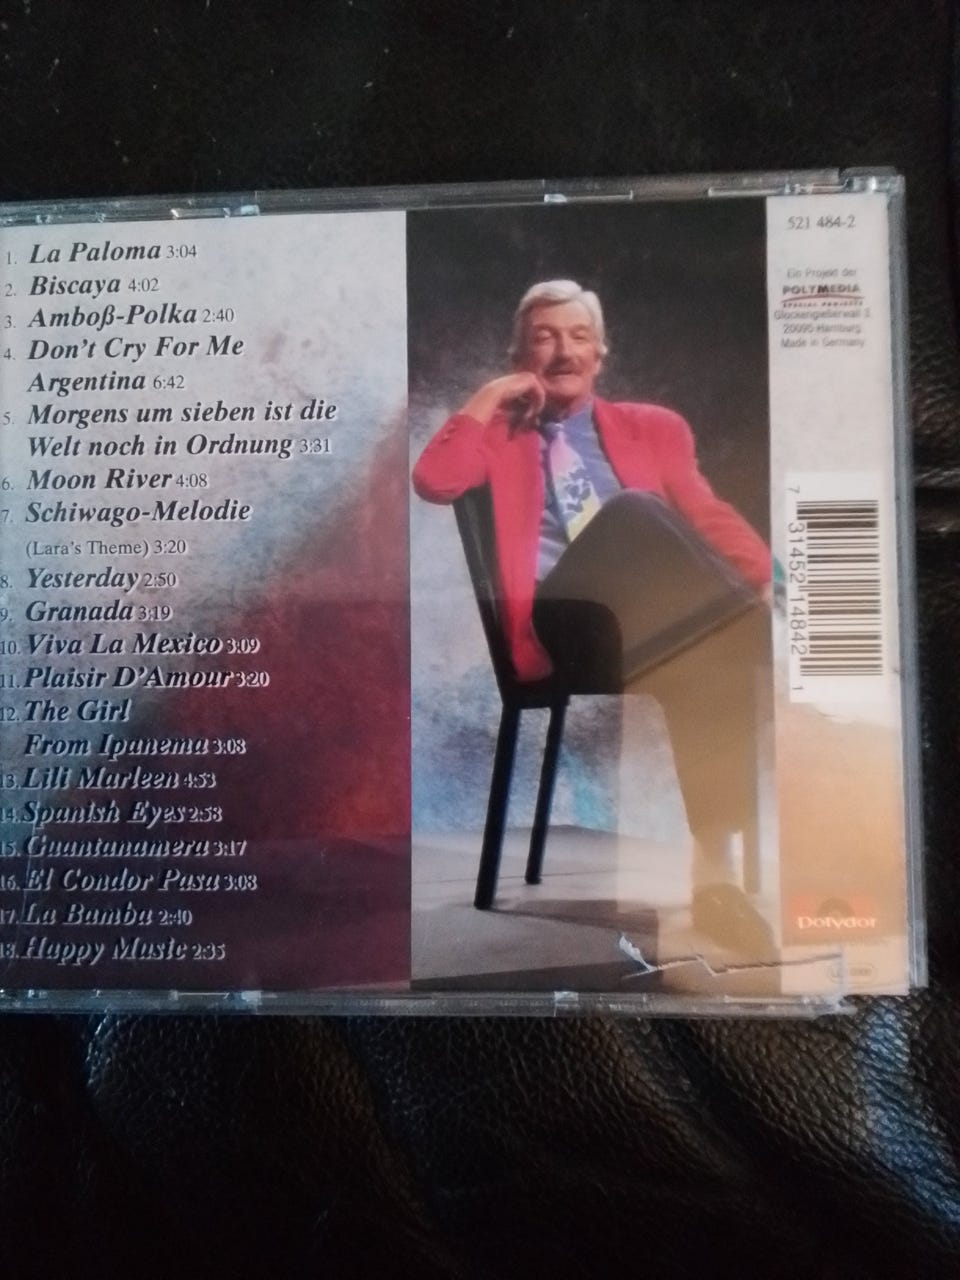 1. La Paloma 3:04
2. Biscaya 4:02
3. Amboß-Polka 2:40
4. Don't Cry For Me
Argentina 6:42
5. Morgens um sieben ist die
Welt noch in Ordnung 3:31
6. Moon River 4:08
7. Schiwago-Melodie
(Lara's Theme) 3:20
8. Yesterday 2:50
9. Granada 3:19
10. Viva La Mexico 3:09
11. Plaisir D'Amour 3:20
12. The Girl
From Ipanema 3:08
13. Lili Marleen 4:53
14. Spanish Eyes 2:58
15. Guantanamera 3:17
16. El Condor Pasa 3:08
17. La Bamba 2:40
18. Happy Music 2:35
521 484-2
Ein Projekt der
POLYMEDIA
SPECIAL PROJECTS
Glockengießerwall 3
20095 Hamburg
Made in Germany
7 31452 14842 1
Polydor